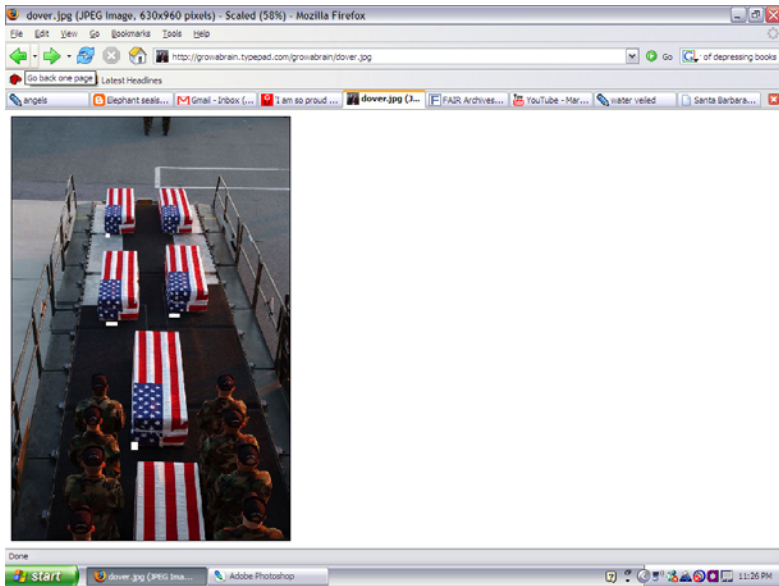 dover.jpg (JPEG Image, 630x960 pixels) - Scaled (58%) - Mozilla Firefox
File Edit View Go Bookmarks Tools Help
http://growabrain.typepad.com/growabrain/dover.jpg Go of depressing books
Go back one page Latest Headlines
angels Elephant seals... Gmail - Inbox (... "I am so proud ... dover.jpg (J... FAIR Archives... YouTube - Mar... water veiled Santa Barbara...
Done
start dover.jpg (JPEG Ima... Adobe Photoshop 11:26 PM